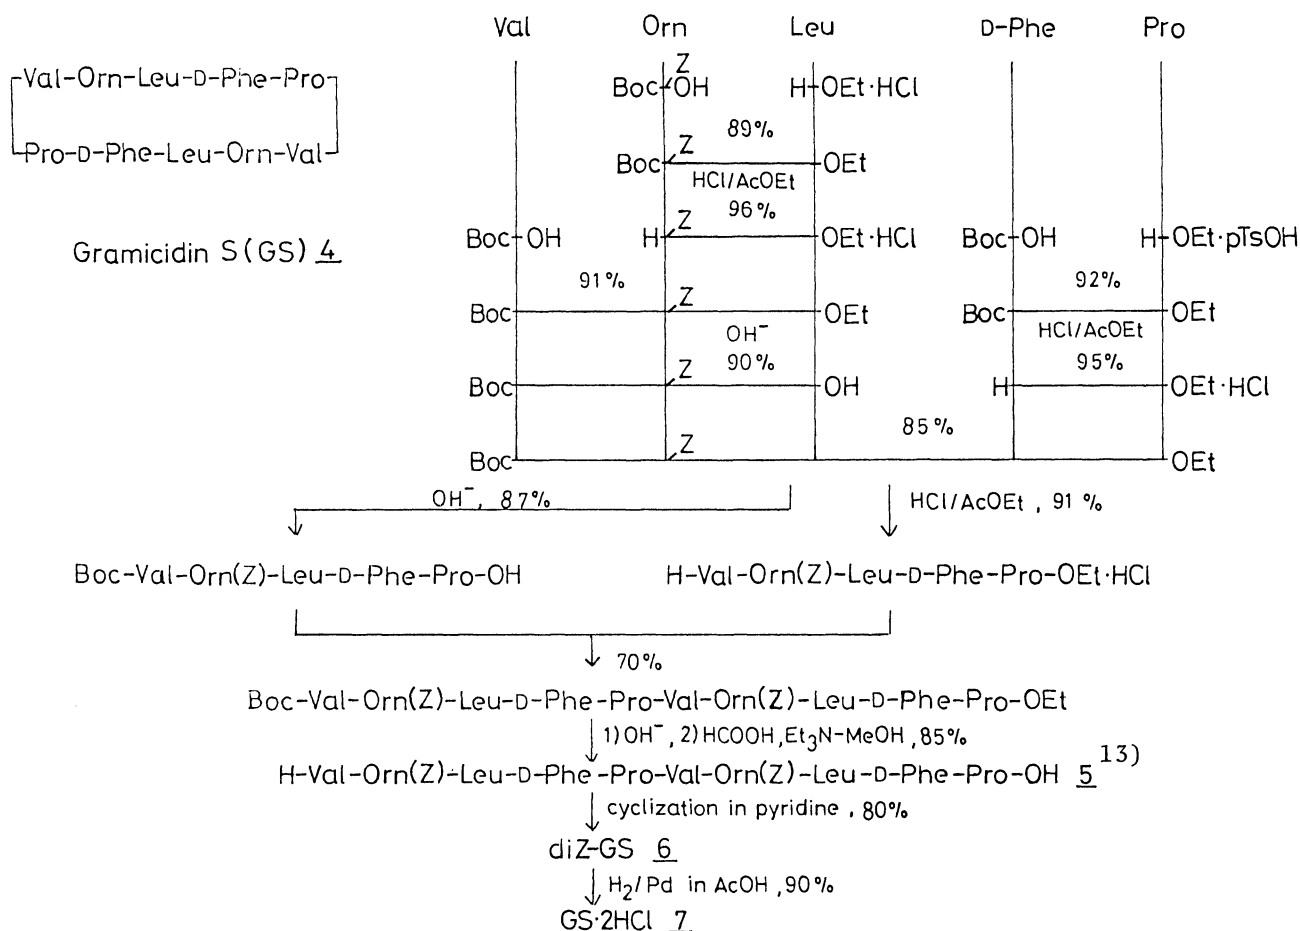 Val Orn Leu D-Phe Pro
Z
Boc OH H OEt·HCl
Val-Orn-Leu-D-Phe-Pro
89%
Z
Boc OEt
Pro-D-Phe-Leu-Orn-Val
HCl/AcOEt
96%
Z
Gramicidin S(GS) 4
Boc OH H OEt·HCl Boc OH H OEt·pTsOH
91% 92%
Z
Boc OEt Boc OEt
OH⁻ HCl/AcOEt
90% 95%
Z
Boc OH H OEt·HCl
85%
Z
Boc OEt
OH⁻, 87% HCl/AcOEt, 91%
Boc-Val-Orn(Z)-Leu-D-Phe-Pro-OH H-Val-Orn(Z)-Leu-D-Phe-Pro-OEt·HCl
70%
Boc-Val-Orn(Z)-Leu-D-Phe-Pro-Val-Orn(Z)-Leu-D-Phe-Pro-OEt
1) OH⁻, 2) HCOOH, Et₃N-MeOH, 85%
H-Val-Orn(Z)-Leu-D-Phe-Pro-Val-Orn(Z)-Leu-D-Phe-Pro-OH 5 13)
cyclization in pyridine, 80%
diZ-GS 6
H₂/Pd in AcOH, 90%
GS·2HCl 7